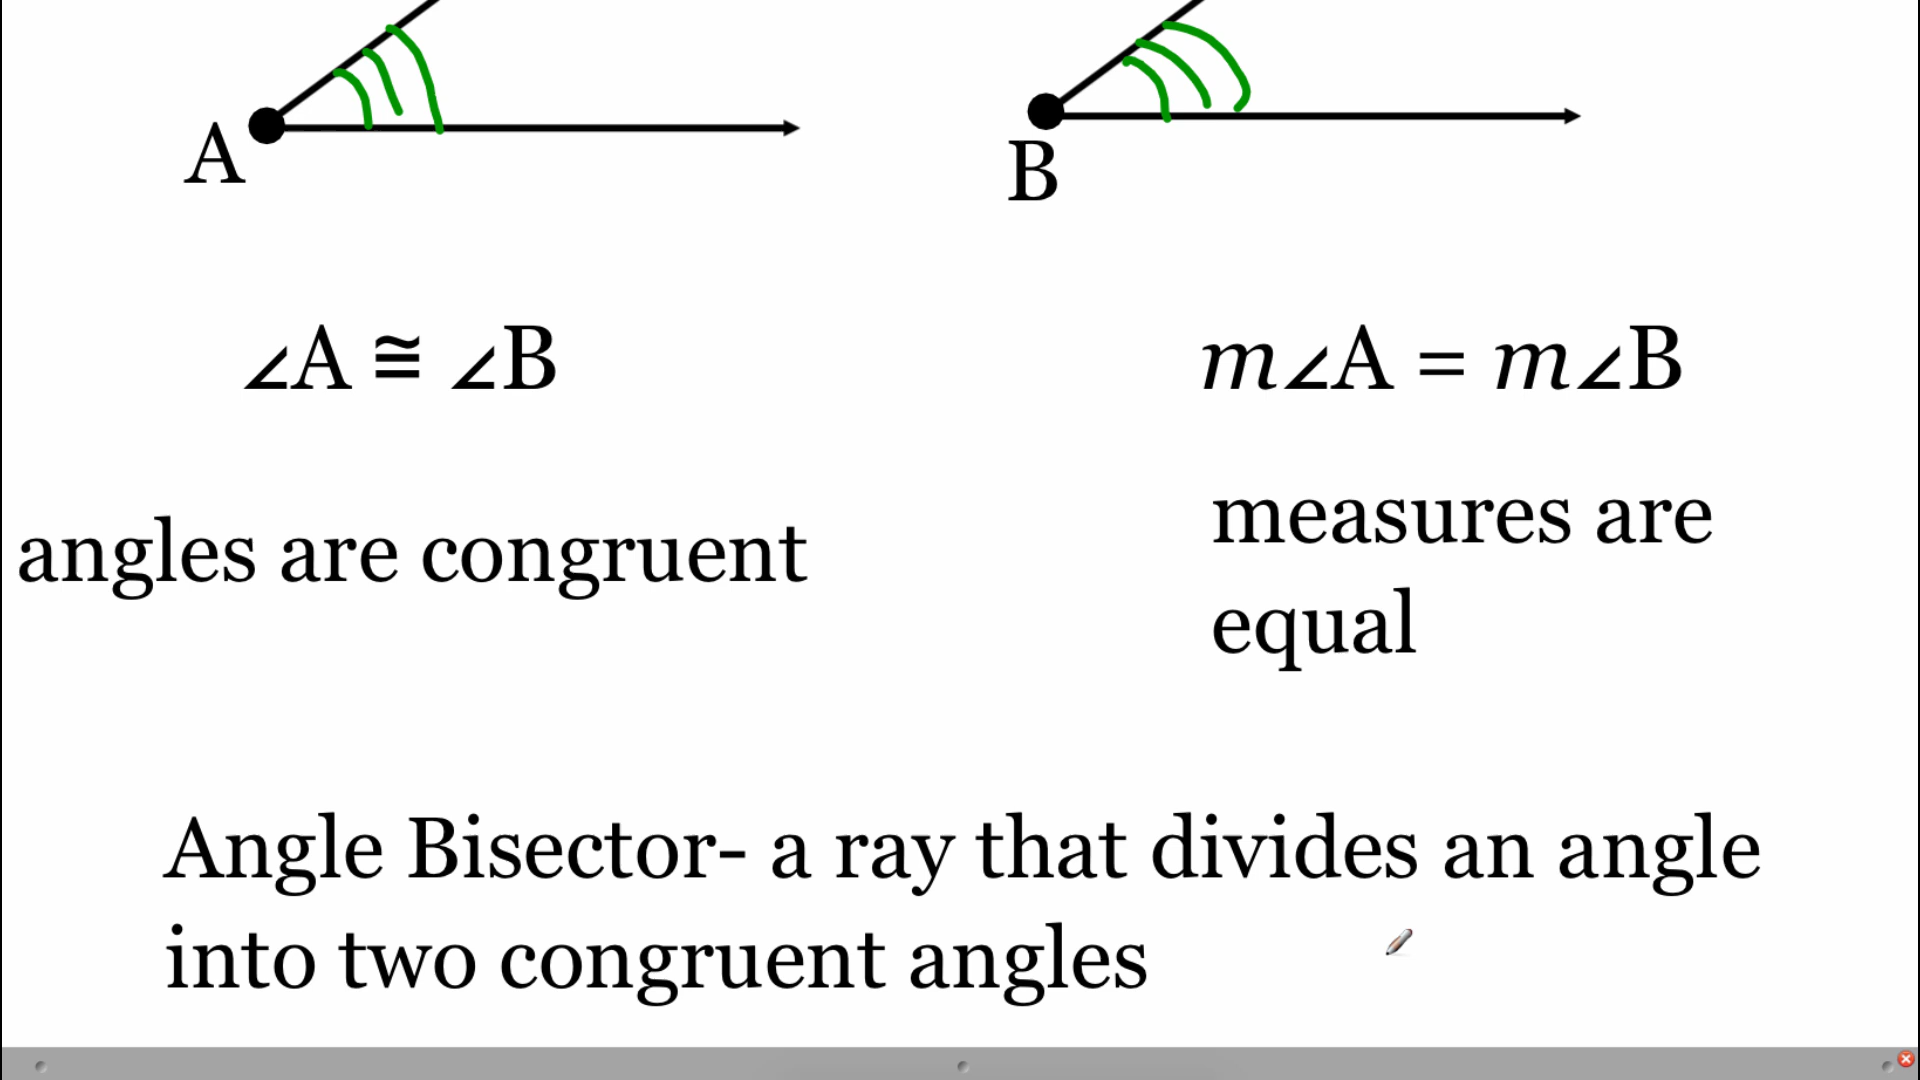 A
B
∠A ≅ ∠B
m∠A = m∠B
angles are congruent
measures are
equal
Angle Bisector- a ray that divides an angle
into two congruent angles